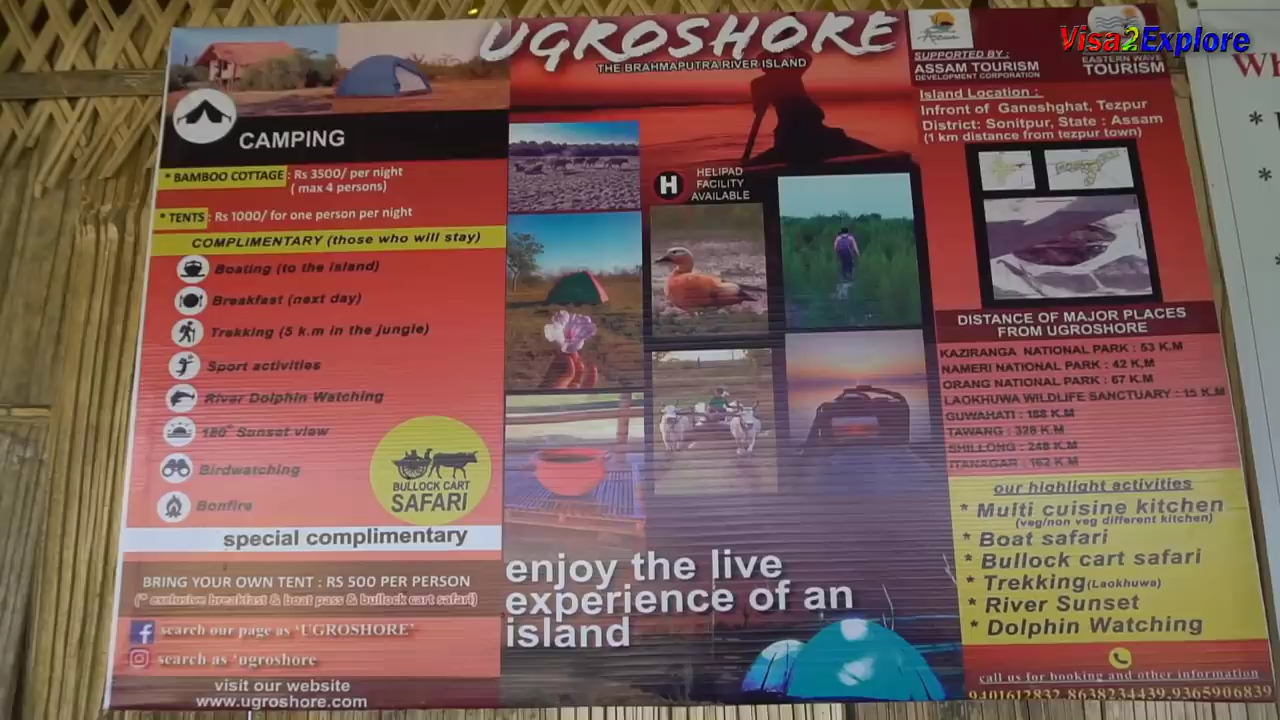 Visa2Explore
UGROSHORE
THE BRAHMAPUTRA RIVER ISLAND
CAMPING
* BAMBOO COTTAGE : Rs 3500/ per night
( max 4 persons)
* TENTS : Rs 1000/ for one person per night
COMPLIMENTARY (those who will stay)
Boating (to the island)
Breakfast (next day)
Trekking (5 k.m in the jungle)
Sport activities
River Dolphin Watching
180° Sunset view
Birdwatching
Bonfire
BULLOCK CART
SAFARI
special complimentary
BRING YOUR OWN TENT : RS 500 PER PERSON
(* exclusive breakfast & boat pass & bullock cart safari)
search our page as 'UGROSHORE'
search as 'ugroshore
visit our website
www.ugroshore.com
H
HELIPAD
FACILITY
AVAILABLE
enjoy the live
experience of an
island
SUPPORTED BY :
ASSAM TOURISM
DEVELOPMENT CORPORATION
EASTERN WAVE
TOURISM
Island Location :
Infront of Ganeshghat, Tezpur
District: Sonitpur, State : Assam
(1 km distance from tezpur town)
DISTANCE OF MAJOR PLACES
FROM UGROSHORE
KAZIRANGA NATIONAL PARK : 53 K.M
NAMERI NATIONAL PARK : 42 K.M
ORANG NATIONAL PARK : 67 K.M
LAOKHUWA WILDLIFE SANCTUARY : 15 K.M
GUWAHATI : 188 K.M
TAWANG : 328 K.M
SHILLONG : 248 K.M
ITANAGAR : 162 K.M
our highlight activities
* Multi cuisine kitchen
(veg/non veg different kitchen)
* Boat safari
* Bullock cart safari
* Trekking(Laokhuwa)
* River Sunset
* Dolphin Watching
call us for booking and other information
9401612832, 8638234439, 9365906839